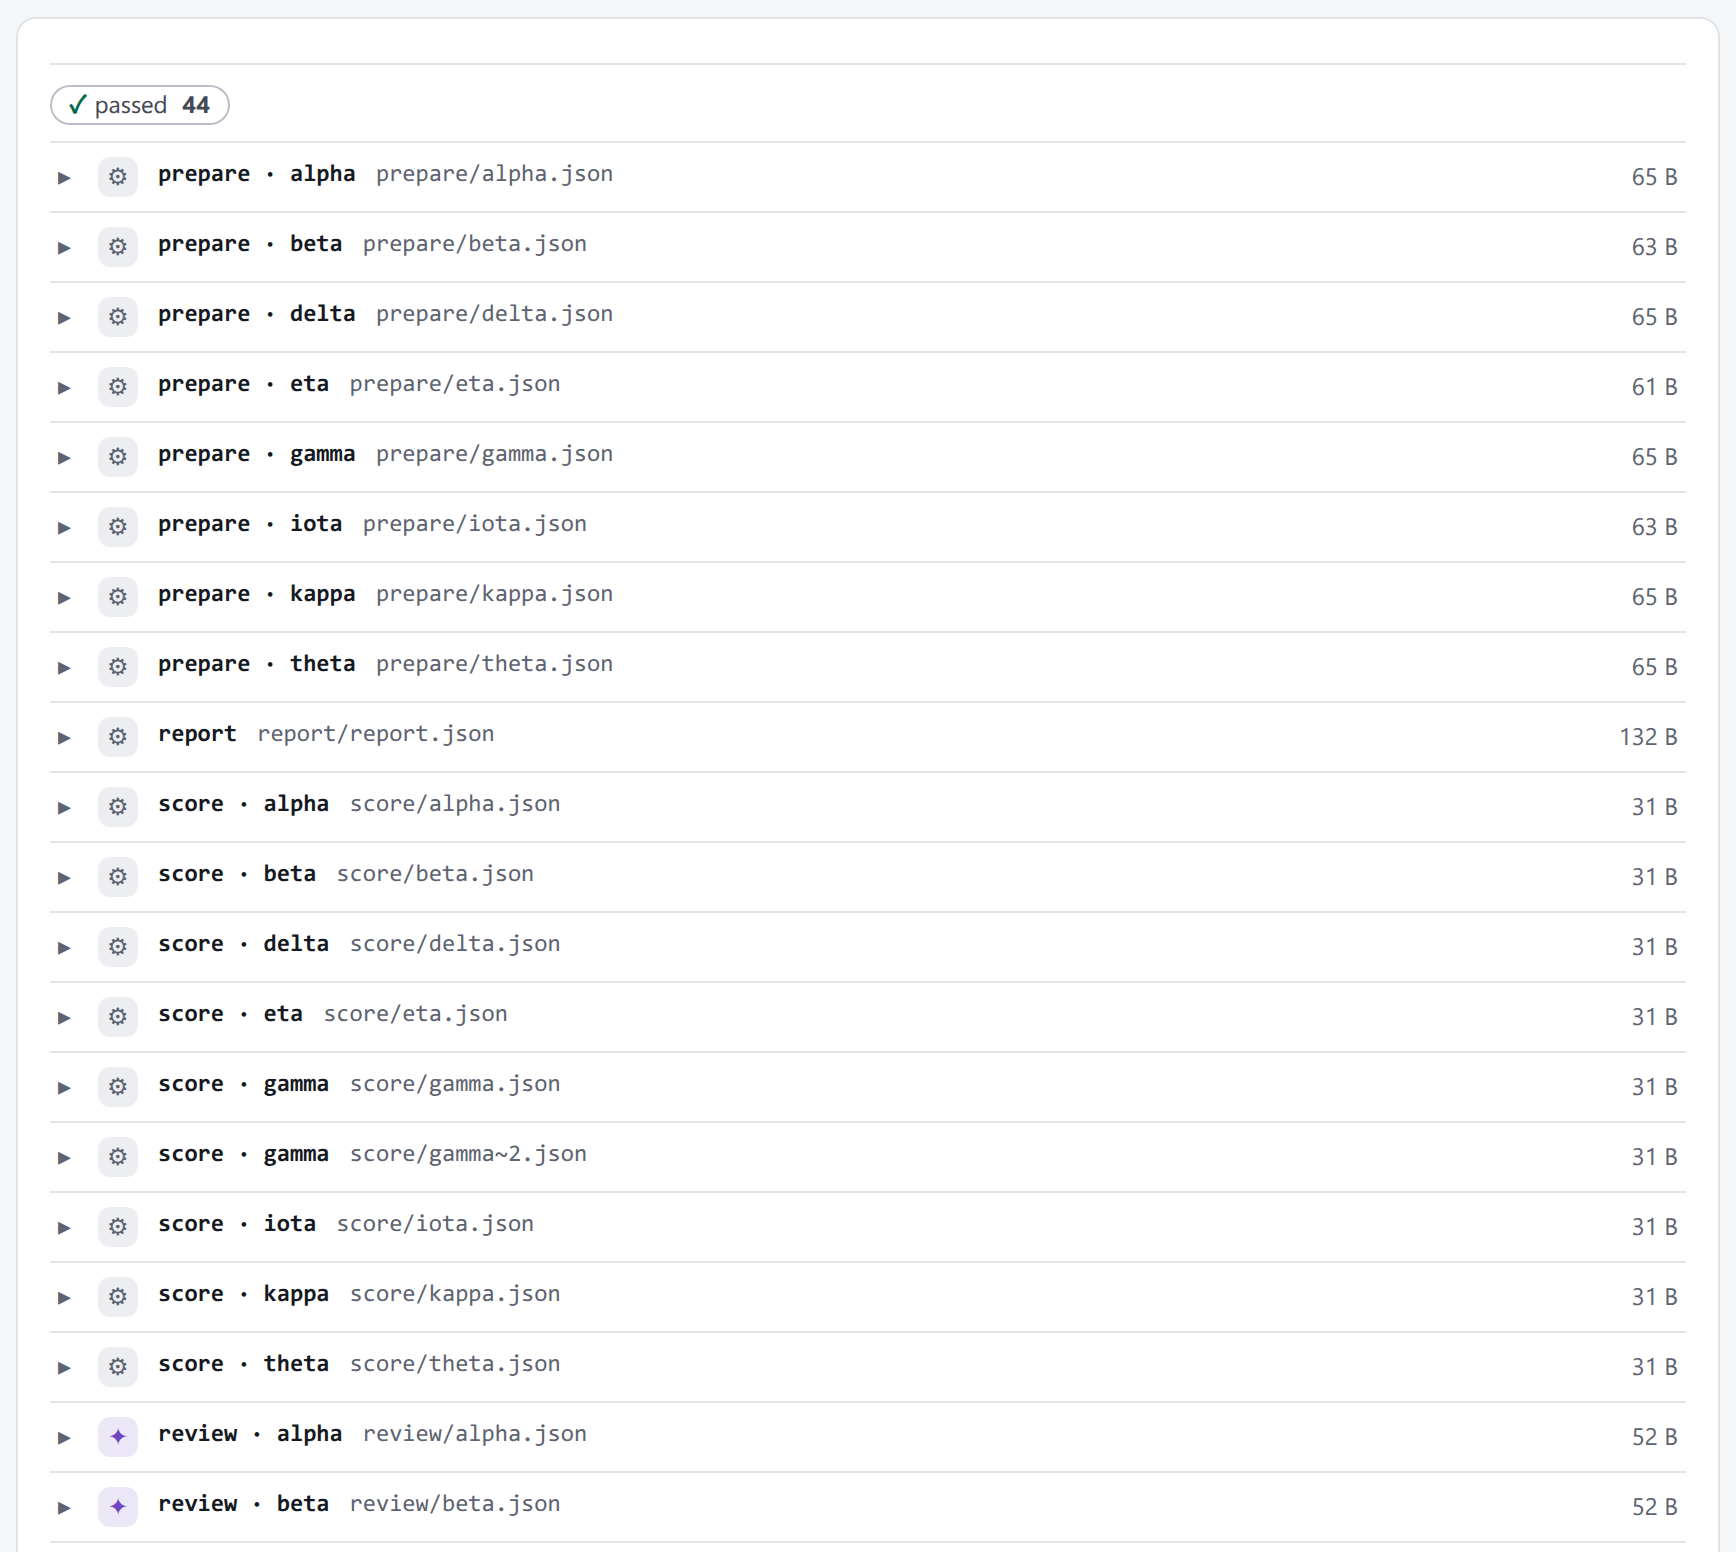 ✓ passed 44
▶ ⚙ prepare · alpha prepare/alpha.json 65 B
▶ ⚙ prepare · beta prepare/beta.json 63 B
▶ ⚙ prepare · delta prepare/delta.json 65 B
▶ ⚙ prepare · eta prepare/eta.json 61 B
▶ ⚙ prepare · gamma prepare/gamma.json 65 B
▶ ⚙ prepare · iota prepare/iota.json 63 B
▶ ⚙ prepare · kappa prepare/kappa.json 65 B
▶ ⚙ prepare · theta prepare/theta.json 65 B
▶ ⚙ report report/report.json 132 B
▶ ⚙ score · alpha score/alpha.json 31 B
▶ ⚙ score · beta score/beta.json 31 B
▶ ⚙ score · delta score/delta.json 31 B
▶ ⚙ score · eta score/eta.json 31 B
▶ ⚙ score · gamma score/gamma.json 31 B
▶ ⚙ score · gamma score/gamma~2.json 31 B
▶ ⚙ score · iota score/iota.json 31 B
▶ ⚙ score · kappa score/kappa.json 31 B
▶ ⚙ score · theta score/theta.json 31 B
▶ ✦ review · alpha review/alpha.json 52 B
▶ ✦ review · beta review/beta.json 52 B